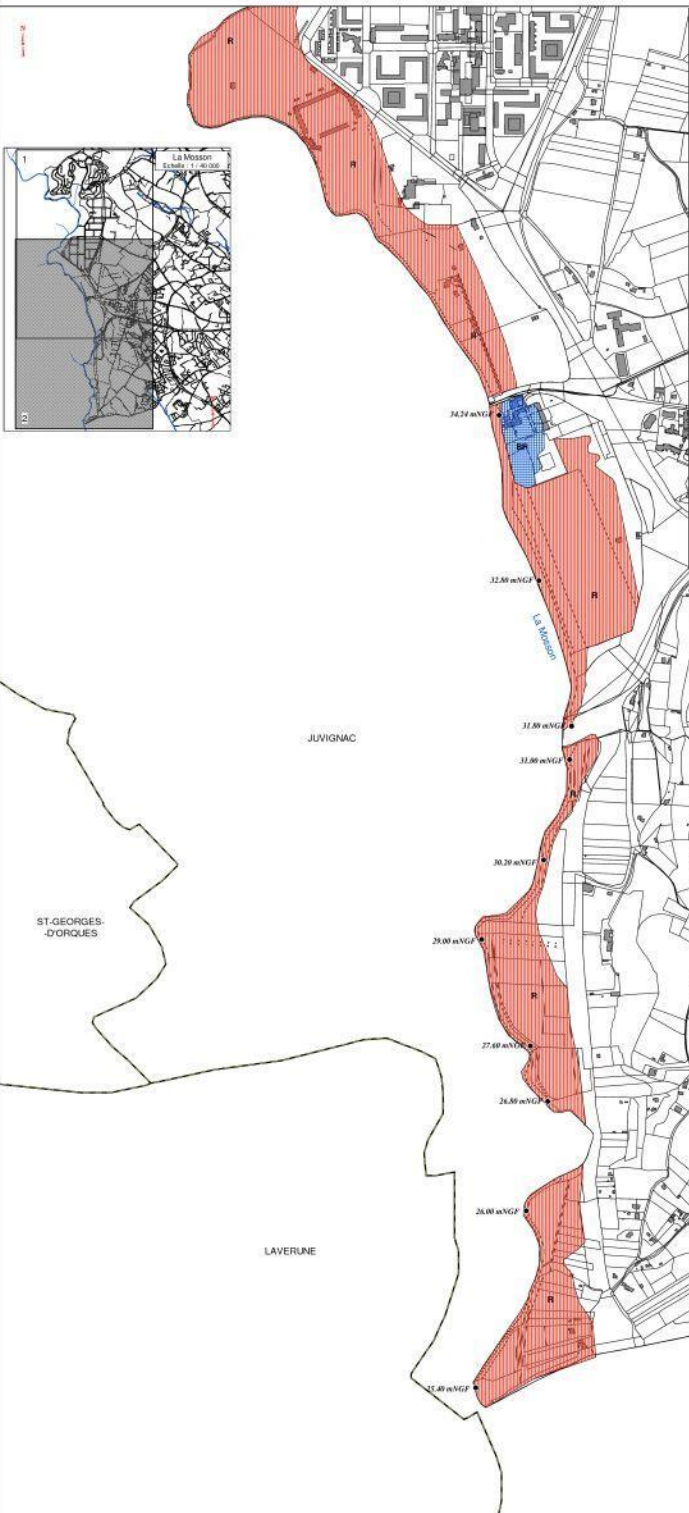 R
1
La Mosson
Echelle : 1 / 40 000
2
R
34.24 mNGF
BR
32.80 mNGF
R
La Mosson
31.80 mNGF
JUVIGNAC
31.00 mNGF
R
30.20 mNGF
ST-GEORGES-
-D'ORQUES
29.00 mNGF
R
27.60 mNGF
26.80 mNGF
26.00 mNGF
LAVERUNE
R
25.40 mNGF